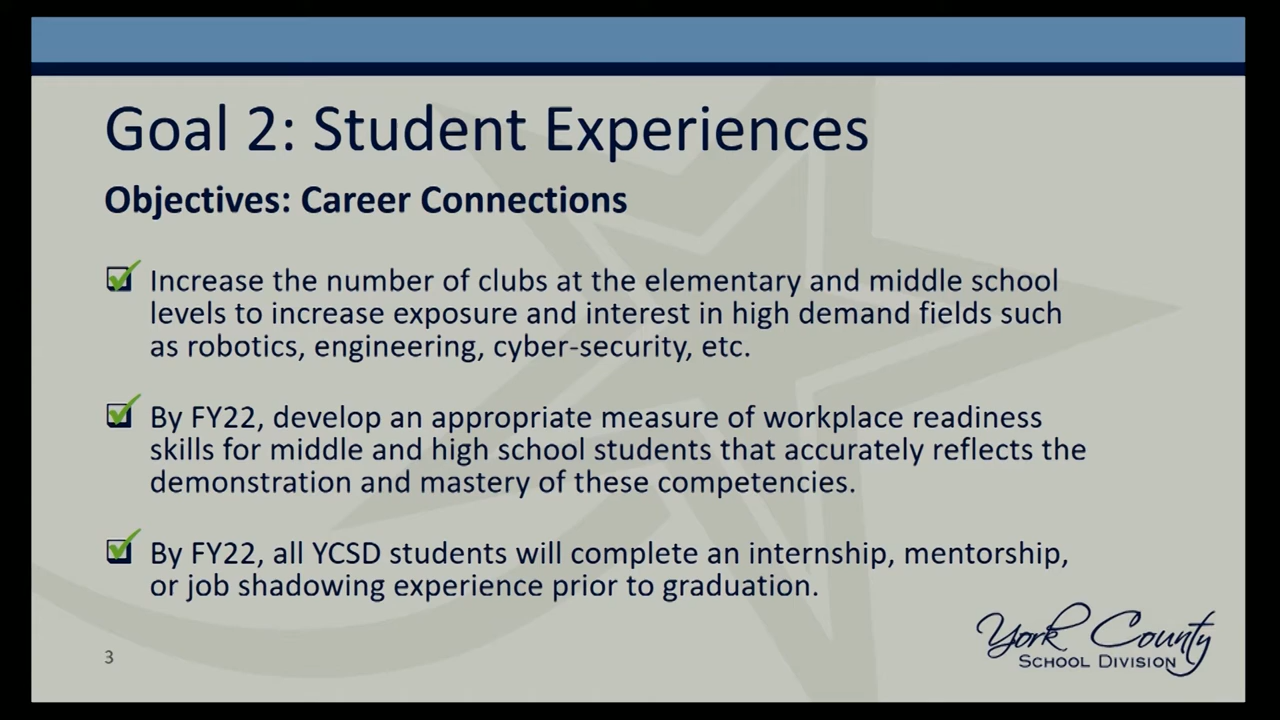 Goal 2: Student Experiences
Objectives: Career Connections
Increase the number of clubs at the elementary and middle school
levels to increase exposure and interest in high demand fields such
as robotics, engineering, cyber-security, etc.
By FY22, develop an appropriate measure of workplace readiness
skills for middle and high school students that accurately reflects the
demonstration and mastery of these competencies.
By FY22, all YCSD students will complete an internship, mentorship,
or job shadowing experience prior to graduation.
3
York County
SCHOOL DIVISION